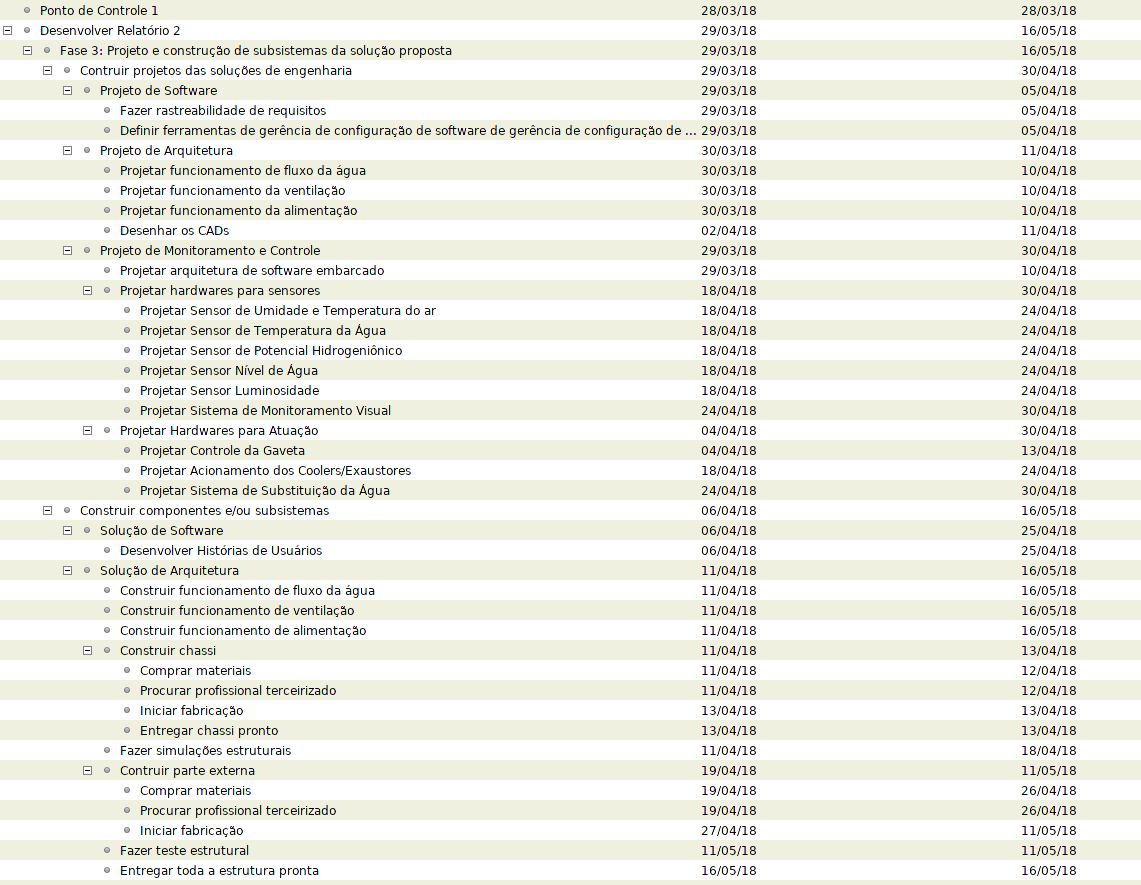 Ponto de Controle 1 28/03/18 28/03/18
Desenvolver Relatório 2 29/03/18 16/05/18
Fase 3: Projeto e construção de subsistemas da solução proposta 29/03/18 16/05/18
Contruir projetos das soluções de engenharia 29/03/18 30/04/18
Projeto de Software 29/03/18 05/04/18
Fazer rastreabilidade de requisitos 29/03/18 05/04/18
Definir ferramentas de gerência de configuração de software de gerência de configuração de ... 29/03/18 05/04/18
Projeto de Arquitetura 30/03/18 11/04/18
Projetar funcionamento de fluxo da água 30/03/18 10/04/18
Projetar funcionamento da ventilação 30/03/18 10/04/18
Projetar funcionamento da alimentação 30/03/18 10/04/18
Desenhar os CADs 02/04/18 11/04/18
Projeto de Monitoramento e Controle 29/03/18 30/04/18
Projetar arquitetura de software embarcado 29/03/18 10/04/18
Projetar hardwares para sensores 18/04/18 30/04/18
Projetar Sensor de Umidade e Temperatura do ar 18/04/18 24/04/18
Projetar Sensor de Temperatura da Água 18/04/18 24/04/18
Projetar Sensor de Potencial Hidrogeniônico 18/04/18 24/04/18
Projetar Sensor Nível de Água 18/04/18 24/04/18
Projetar Sensor Luminosidade 18/04/18 24/04/18
Projetar Sistema de Monitoramento Visual 24/04/18 30/04/18
Projetar Hardwares para Atuação 04/04/18 30/04/18
Projetar Controle da Gaveta 04/04/18 13/04/18
Projetar Acionamento dos Coolers/Exaustores 18/04/18 24/04/18
Projetar Sistema de Substituição da Água 24/04/18 30/04/18
Construir componentes e/ou subsistemas 06/04/18 16/05/18
Solução de Software 06/04/18 25/04/18
Desenvolver Histórias de Usuários 06/04/18 25/04/18
Solução de Arquitetura 11/04/18 16/05/18
Construir funcionamento de fluxo da água 11/04/18 16/05/18
Construir funcionamento de ventilação 11/04/18 16/05/18
Construir funcionamento de alimentação 11/04/18 16/05/18
Construir chassi 11/04/18 13/04/18
Comprar materiais 11/04/18 12/04/18
Procurar profissional terceirizado 11/04/18 12/04/18
Iniciar fabricação 13/04/18 13/04/18
Entregar chassi pronto 13/04/18 13/04/18
Fazer simulações estruturais 11/04/18 18/04/18
Contruir parte externa 19/04/18 11/05/18
Comprar materiais 19/04/18 26/04/18
Procurar profissional terceirizado 19/04/18 26/04/18
Iniciar fabricação 27/04/18 11/05/18
Fazer teste estrutural 11/05/18 11/05/18
Entregar toda a estrutura pronta 16/05/18 16/05/18